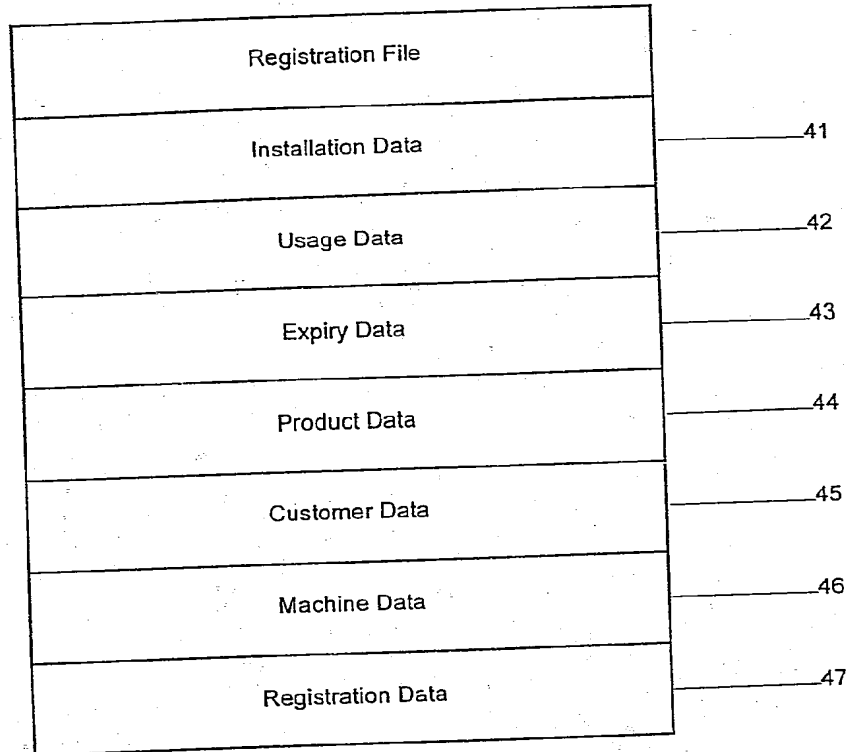 Registration File
Installation Data 41
Usage Data 42
Expiry Data 43
Product Data 44
Customer Data 45
Machine Data 46
Registration Data 47